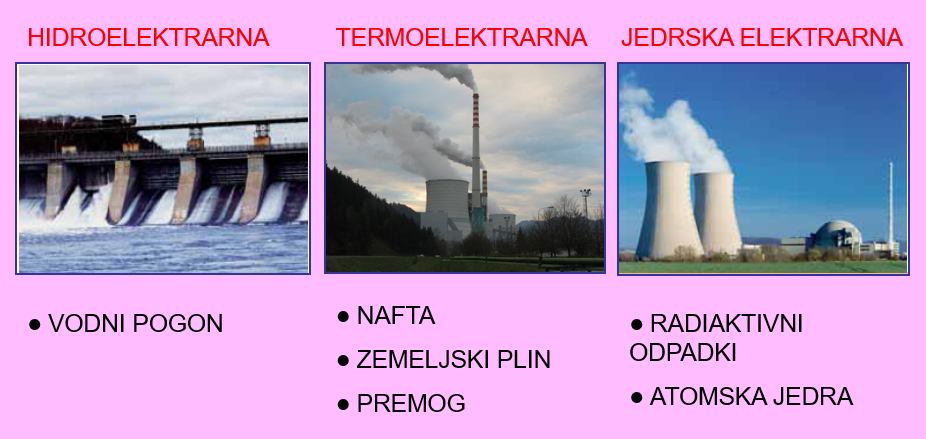 HIDROELEKTRARNA
TERMOELEKTRARNA
JEDRSKA ELEKTRARNA
● VODNI POGON
● NAFTA
● ZEMELJSKI PLIN
● PREMOG
● RADIAKTIVNI
ODPADKI
● ATOMSKA JEDRA